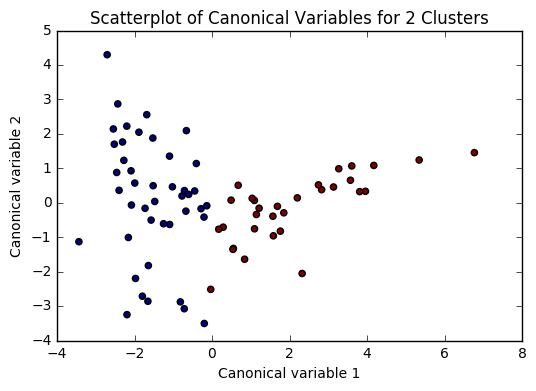 Scatterplot of Canonical Variables for 2 Clusters
5
4
3
2
1
0
−1
−2
−3
−4
Canonical variable 2
−4 −2 0 2 4 6 8
Canonical variable 1